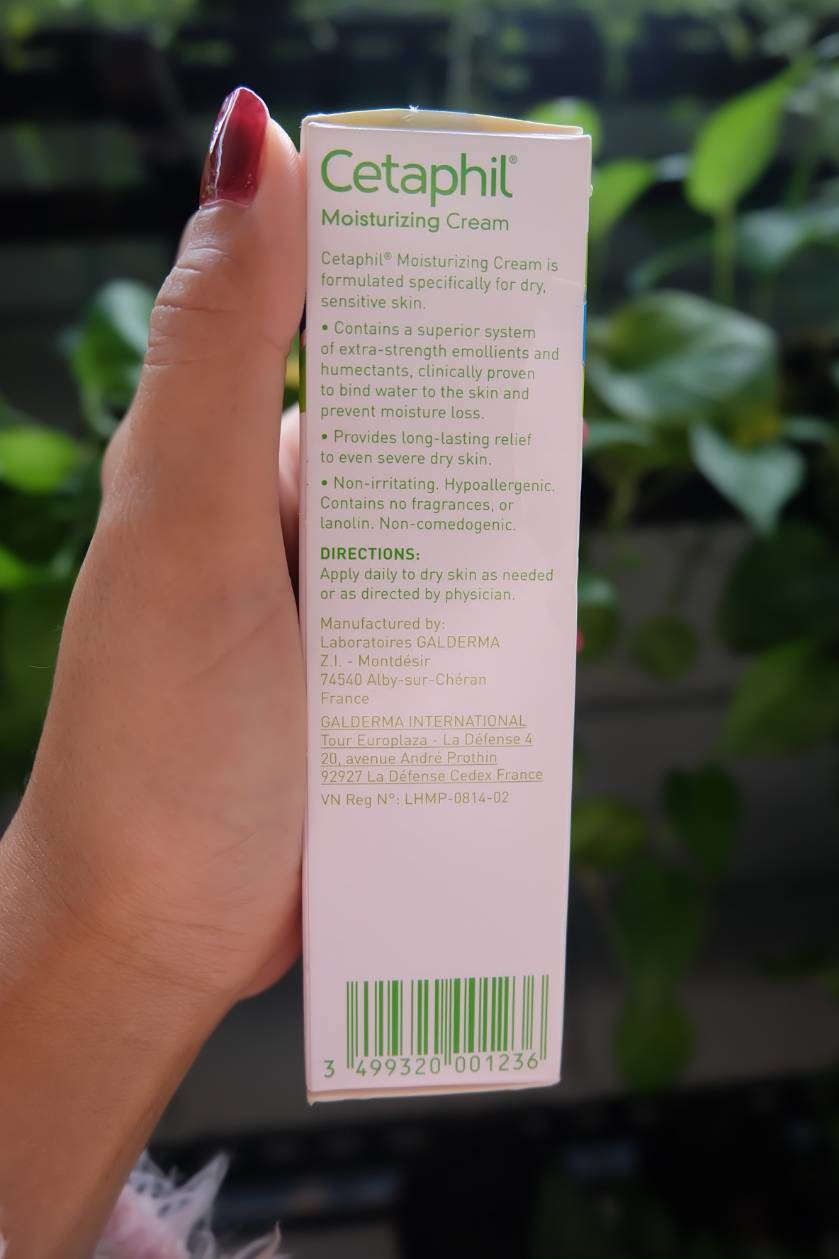 Cetaphil®
Moisturizing Cream
Cetaphil® Moisturizing Cream is
formulated specifically for dry,
sensitive skin.
• Contains a superior system
of extra-strength emollients and
humectants, clinically proven
to bind water to the skin and
prevent moisture loss.
• Provides long-lasting relief
to even severe dry skin.
• Non-irritating. Hypoallergenic.
Contains no fragrances, or
lanolin. Non-comedogenic.
DIRECTIONS:
Apply daily to dry skin as needed
or as directed by physician.
Manufactured by:
Laboratoires GALDERMA
Z.I. - Montdésir
74540 Alby-sur-Chéran
France
GALDERMA INTERNATIONAL
Tour Europlaza - La Défense 4
20, avenue André Prothin
92927 La Défense Cedex France
VN Reg N°: LHMP-0814-02
3 499320 001236